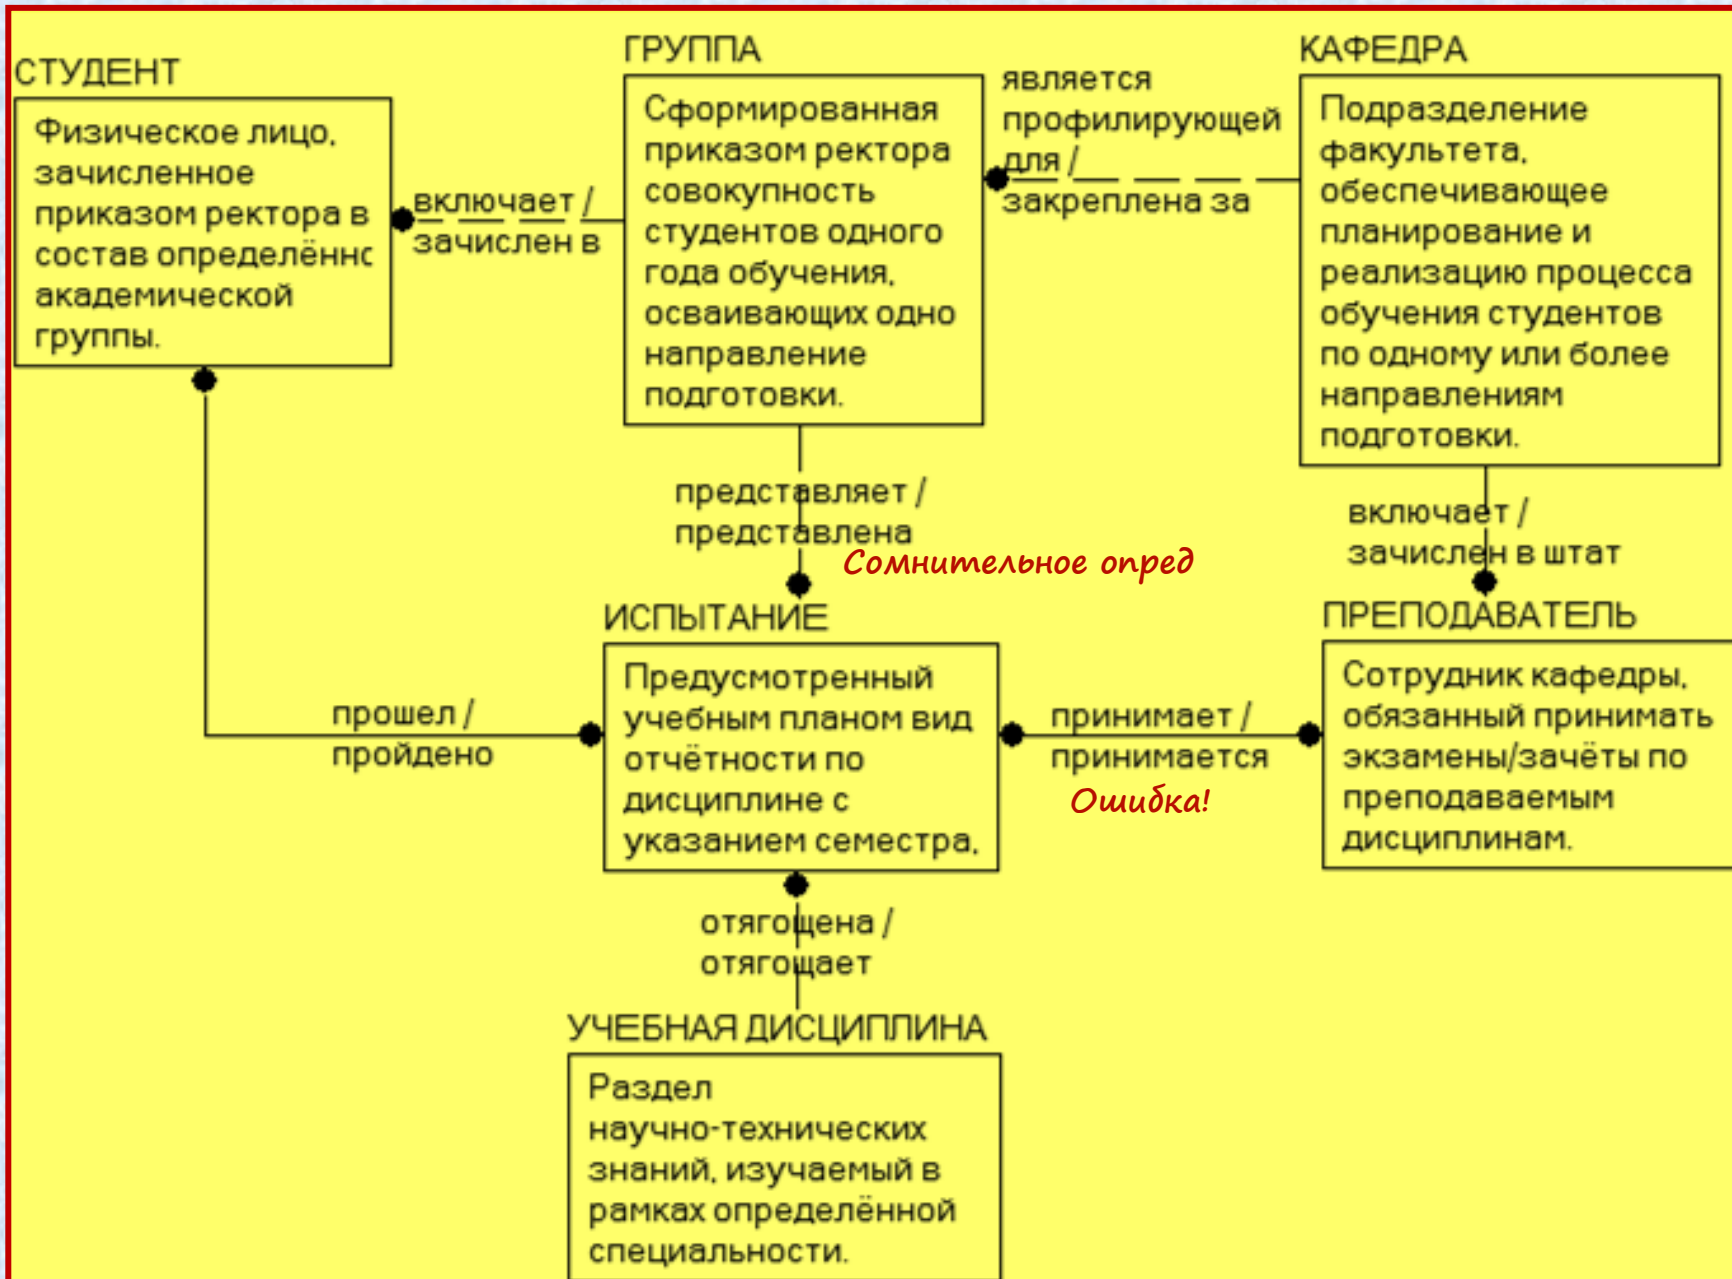 СТУДЕНТ
Физическое лицо,
зачисленное
приказом ректора в
состав определённс
академической
группы.
включает /
зачислен в
ГРУППА
Сформированная
приказом ректора
совокупность
студентов одного
года обучения,
осваивающих одно
направление
подготовки.
является
профилирующей
для /
закреплена за
КАФЕДРА
Подразделение
факультета,
обеспечивающее
планирование и
реализацию процесса
обучения студентов
по одному или более
направлениям
подготовки.
представляет /
представлена
Сомнительное опред
включает /
зачислен в штат
ИСПЫТАНИЕ
Предусмотренный
учебным планом вид
отчётности по
дисциплине с
указанием семестра,
прошел /
пройдено
принимает /
принимается
Ошибка!
ПРЕПОДАВАТЕЛЬ
Сотрудник кафедры,
обязанный принимать
экзамены/зачёты по
преподаваемым
дисциплинам.
отягощена /
отягощает
УЧЕБНАЯ ДИСЦИПЛИНА
Раздел
научно-технических
знаний, изучаемый в
рамках определённой
специальности.